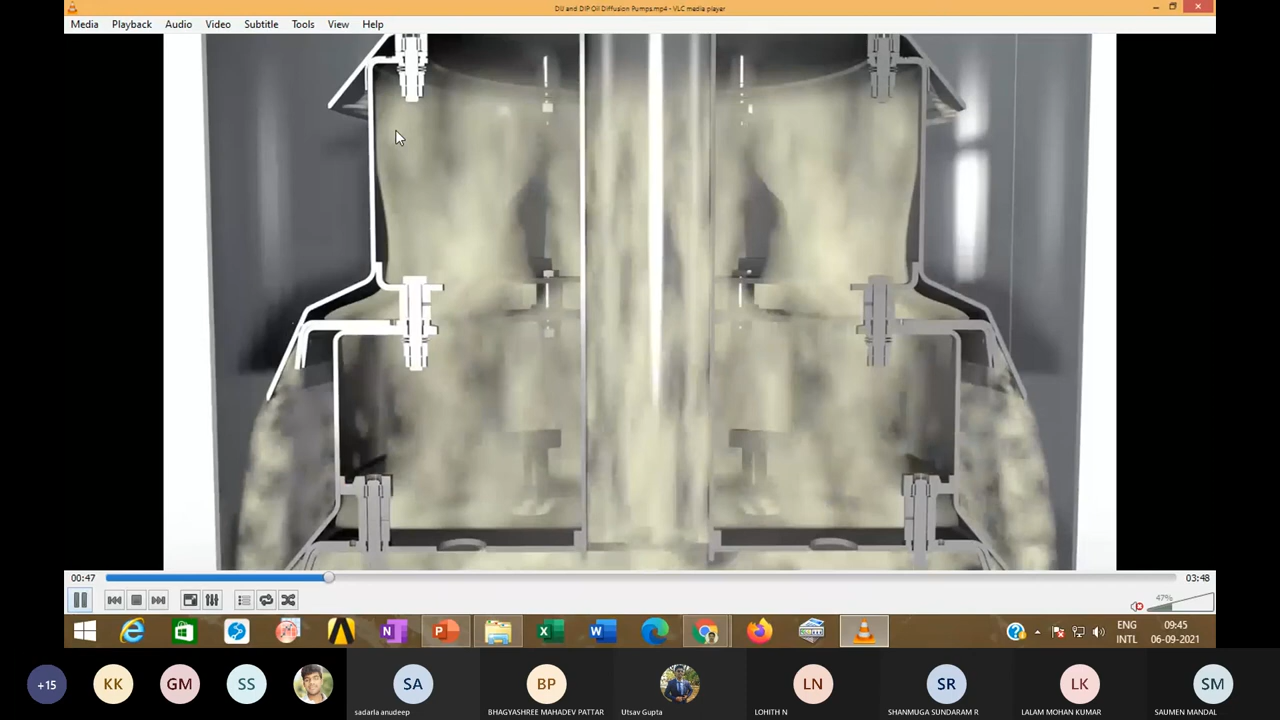 DIJ and DIP Oil Diffusion Pumps.mp4 - VLC media player
Media Playback Audio Video Subtitle Tools View Help
00:47
03:48
47%
N
P
X
W
ENG
INTL
09:45
06-09-2021
+15
KK
GM
SS
SA
BP
LN
SR
LK
SM
sadarla anudeep
BHAGYASHREE MAHADEV PATTAR
Utsav Gupta
LOHITH N
SHANMUGA SUNDARAM R
LALAM MOHAN KUMAR
SAUMEN MANDAL